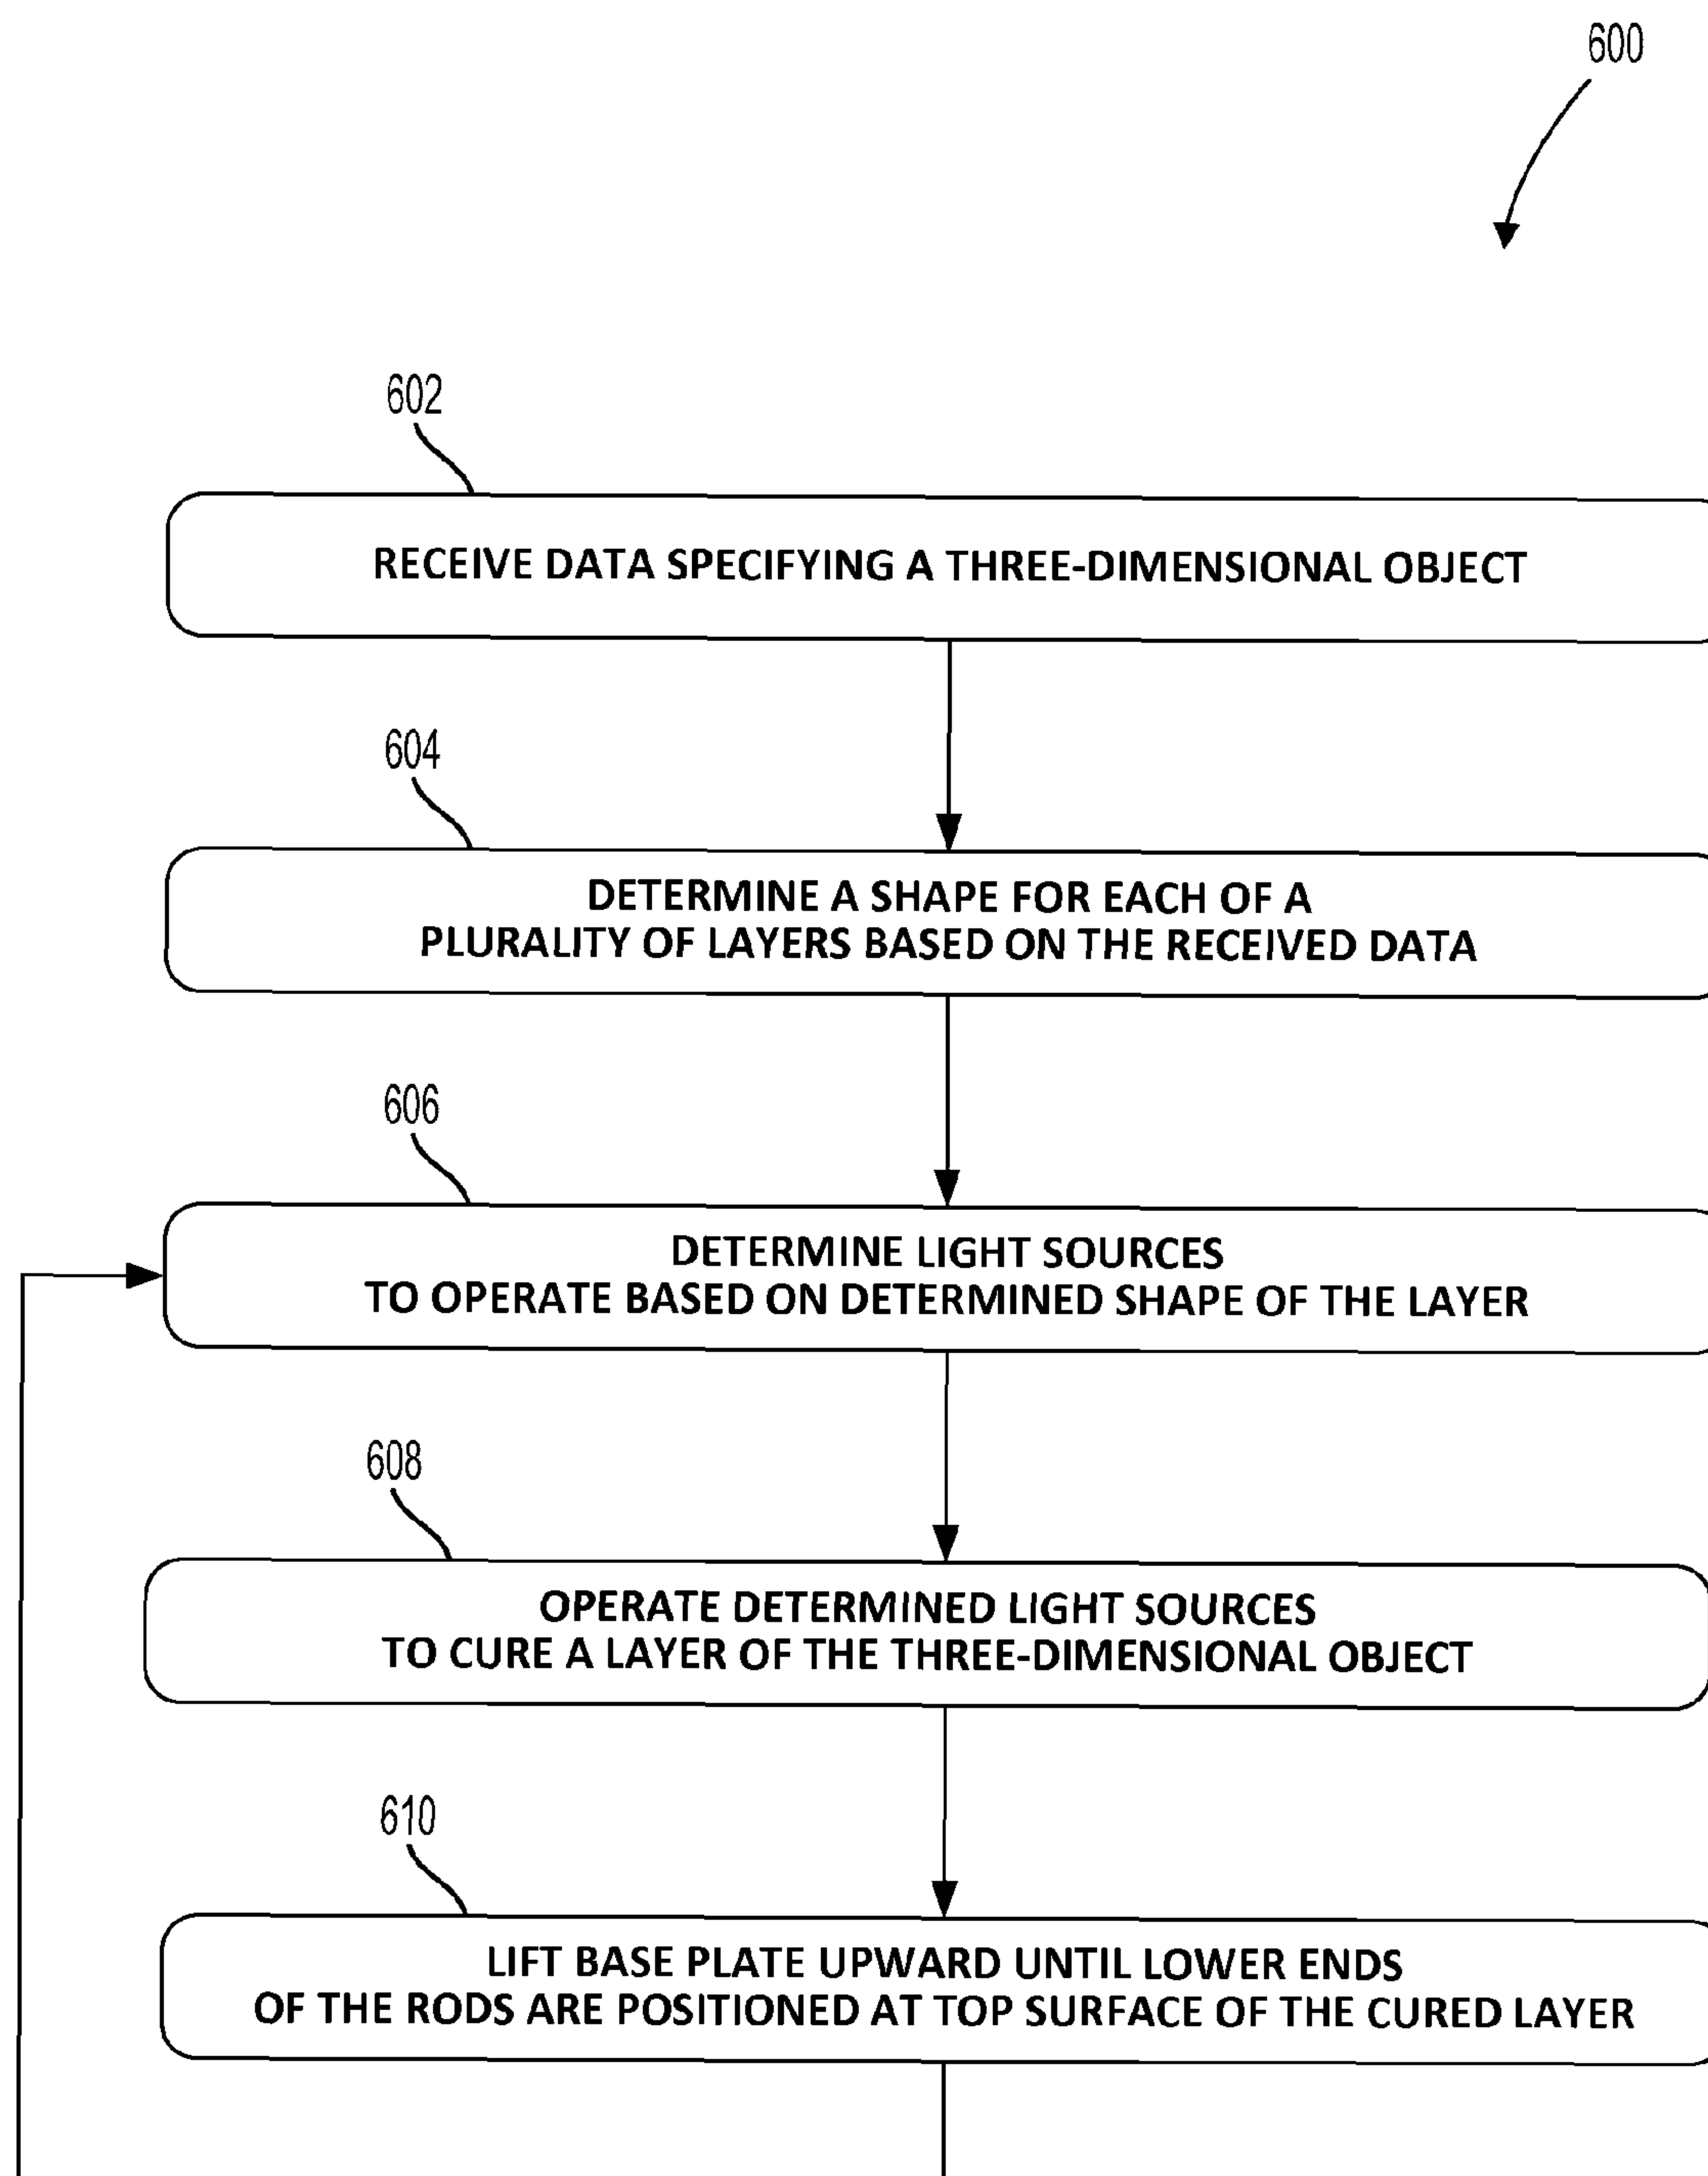 600
602
RECEIVE DATA SPECIFYING A THREE-DIMENSIONAL OBJECT
604
DETERMINE A SHAPE FOR EACH OF A
PLURALITY OF LAYERS BASED ON THE RECEIVED DATA
606
DETERMINE LIGHT SOURCES
TO OPERATE BASED ON DETERMINED SHAPE OF THE LAYER
608
OPERATE DETERMINED LIGHT SOURCES
TO CURE A LAYER OF THE THREE-DIMENSIONAL OBJECT
610
LIFT BASE PLATE UPWARD UNTIL LOWER ENDS
OF THE RODS ARE POSITIONED AT TOP SURFACE OF THE CURED LAYER